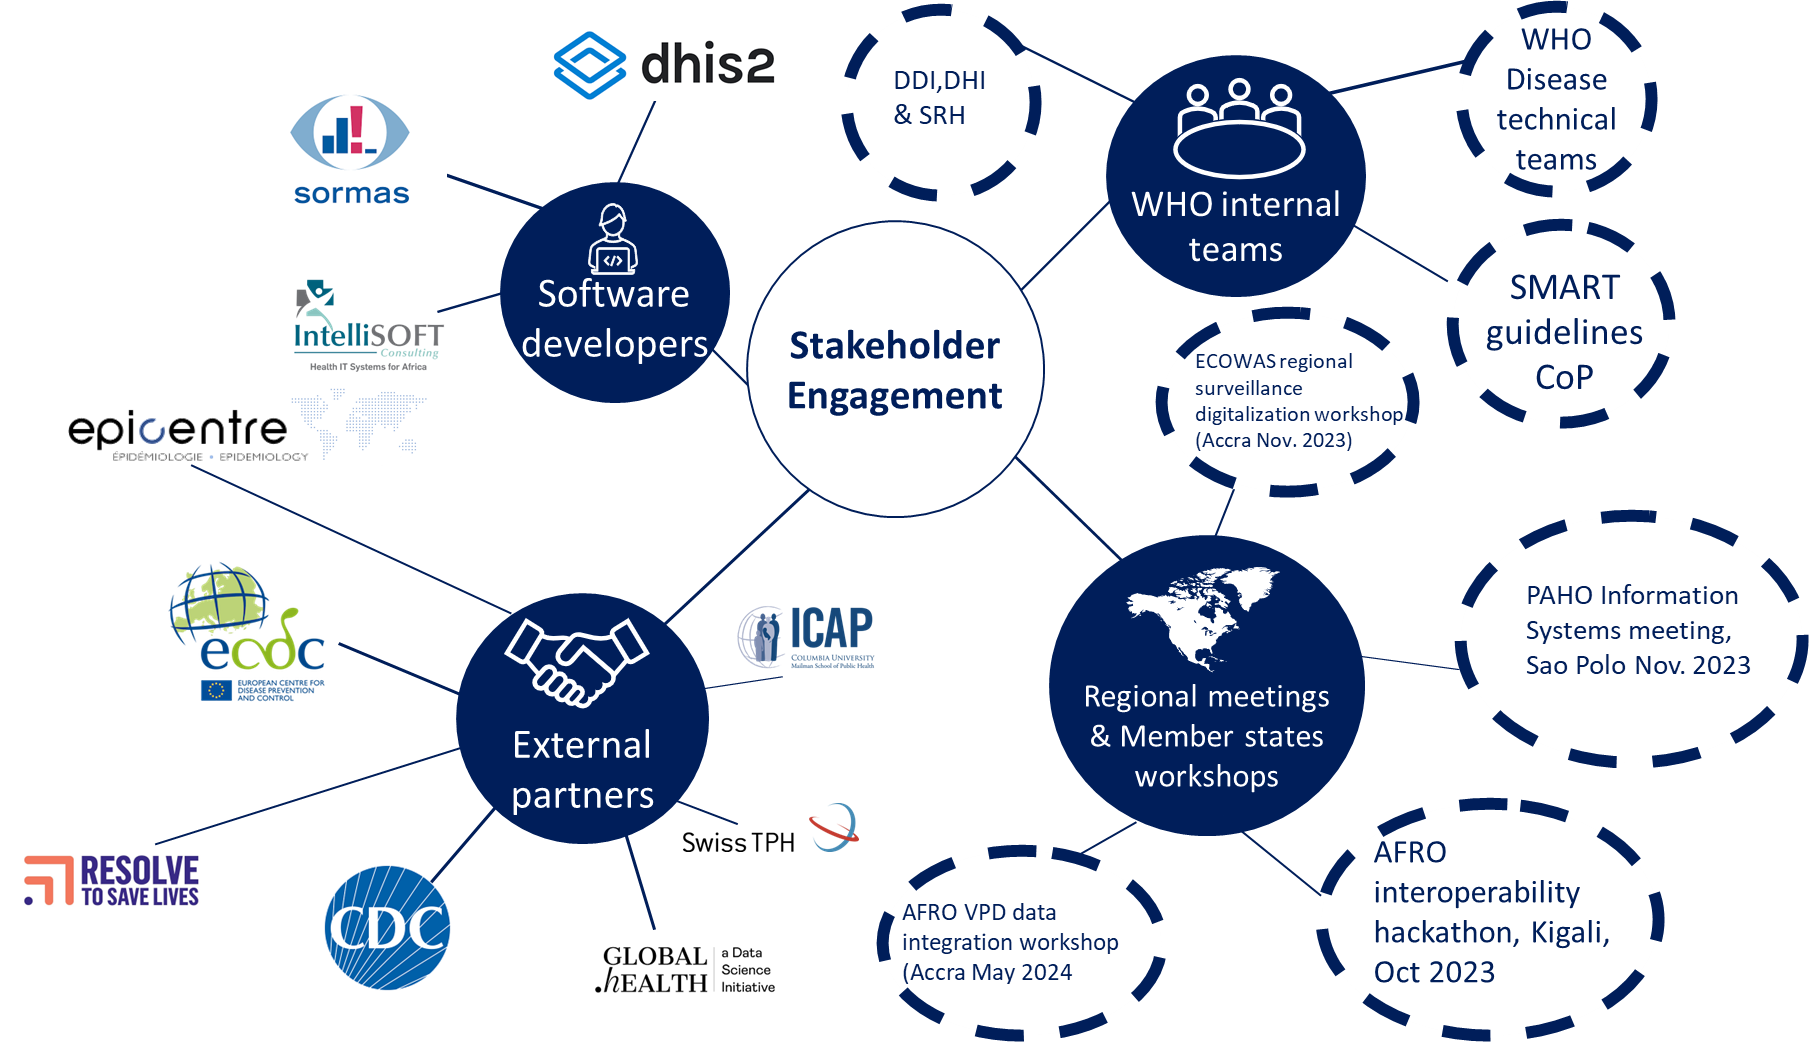 dhis2
sormas
IntelliSOFT
Consulting
Health IT Systems for Africa
Software
developers
DDI,DHI
& SRH
WHO internal
teams
WHO
Disease
technical
teams
SMART
guidelines
CoP
Stakeholder
Engagement
ECOWAS regional
surveillance
digitalization workshop
(Accra Nov. 2023)
epicentre
ÉPIDÉMIOLOGIE • EPIDEMIOLOGY
ecdc
EUROPEAN CENTRE FOR
DISEASE PREVENTION
AND CONTROL
External
partners
ICAP
COLUMBIA UNIVERSITY
Mailman School of Public Health
RESOLVE
TO SAVE LIVES
CDC
GLOBAL
.hEALTH
a Data
Science
Initiative
Swiss TPH
Regional meetings
& Member states
workshops
PAHO Information
Systems meeting,
Sao Polo Nov. 2023
AFRO VPD data
integration workshop
(Accra May 2024
AFRO
interoperability
hackathon, Kigali,
Oct 2023